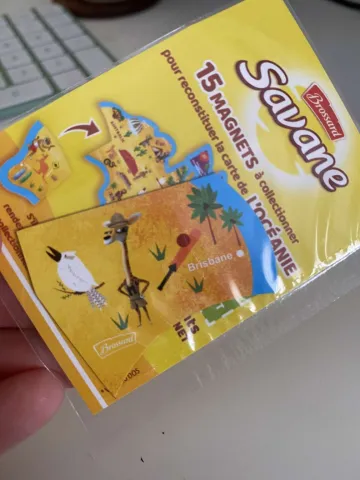 Brossard
Savane
15 MAGNETS à collectionner
pour reconstituer la carte de L'OCÉANIE
Brisbane
Brossard